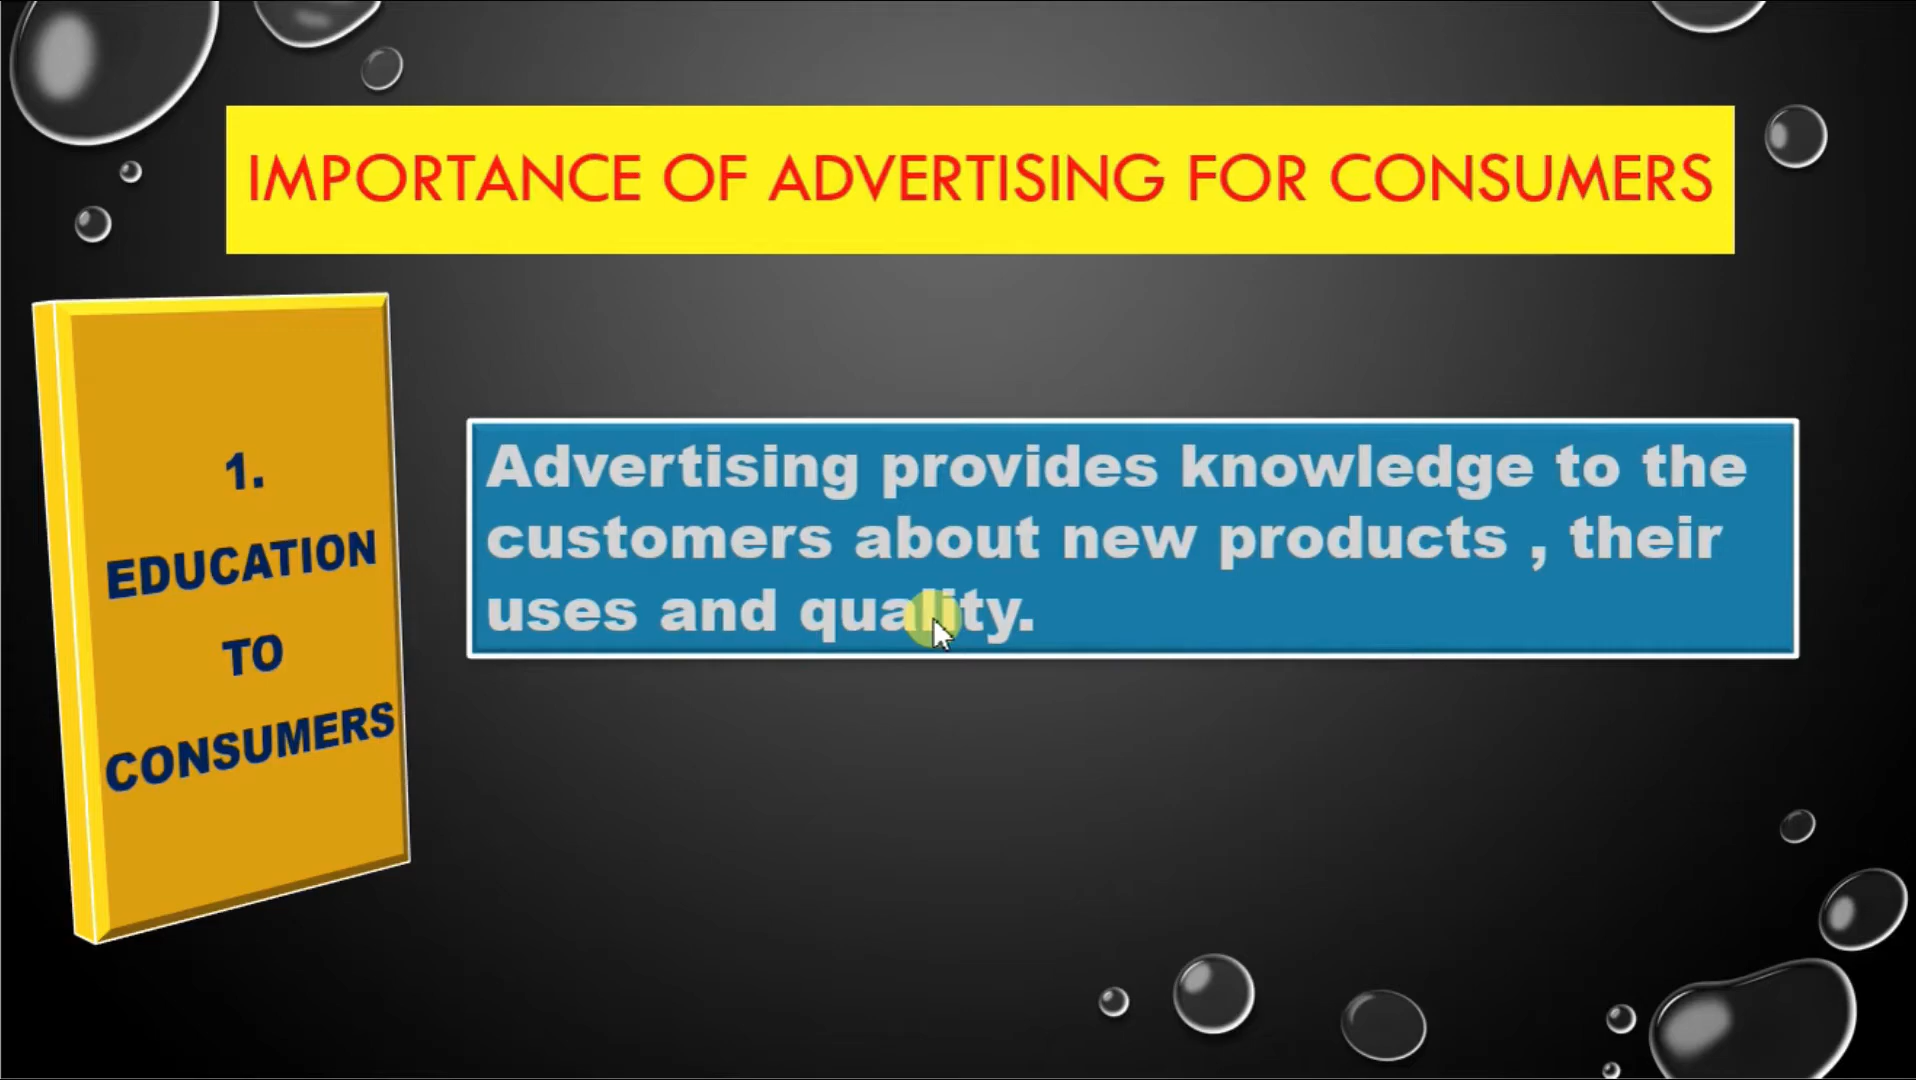 IMPORTANCE OF ADVERTISING FOR CONSUMERS
1.
EDUCATION
TO
CONSUMERS
Advertising provides knowledge to the
customers about new products , their
uses and quality.